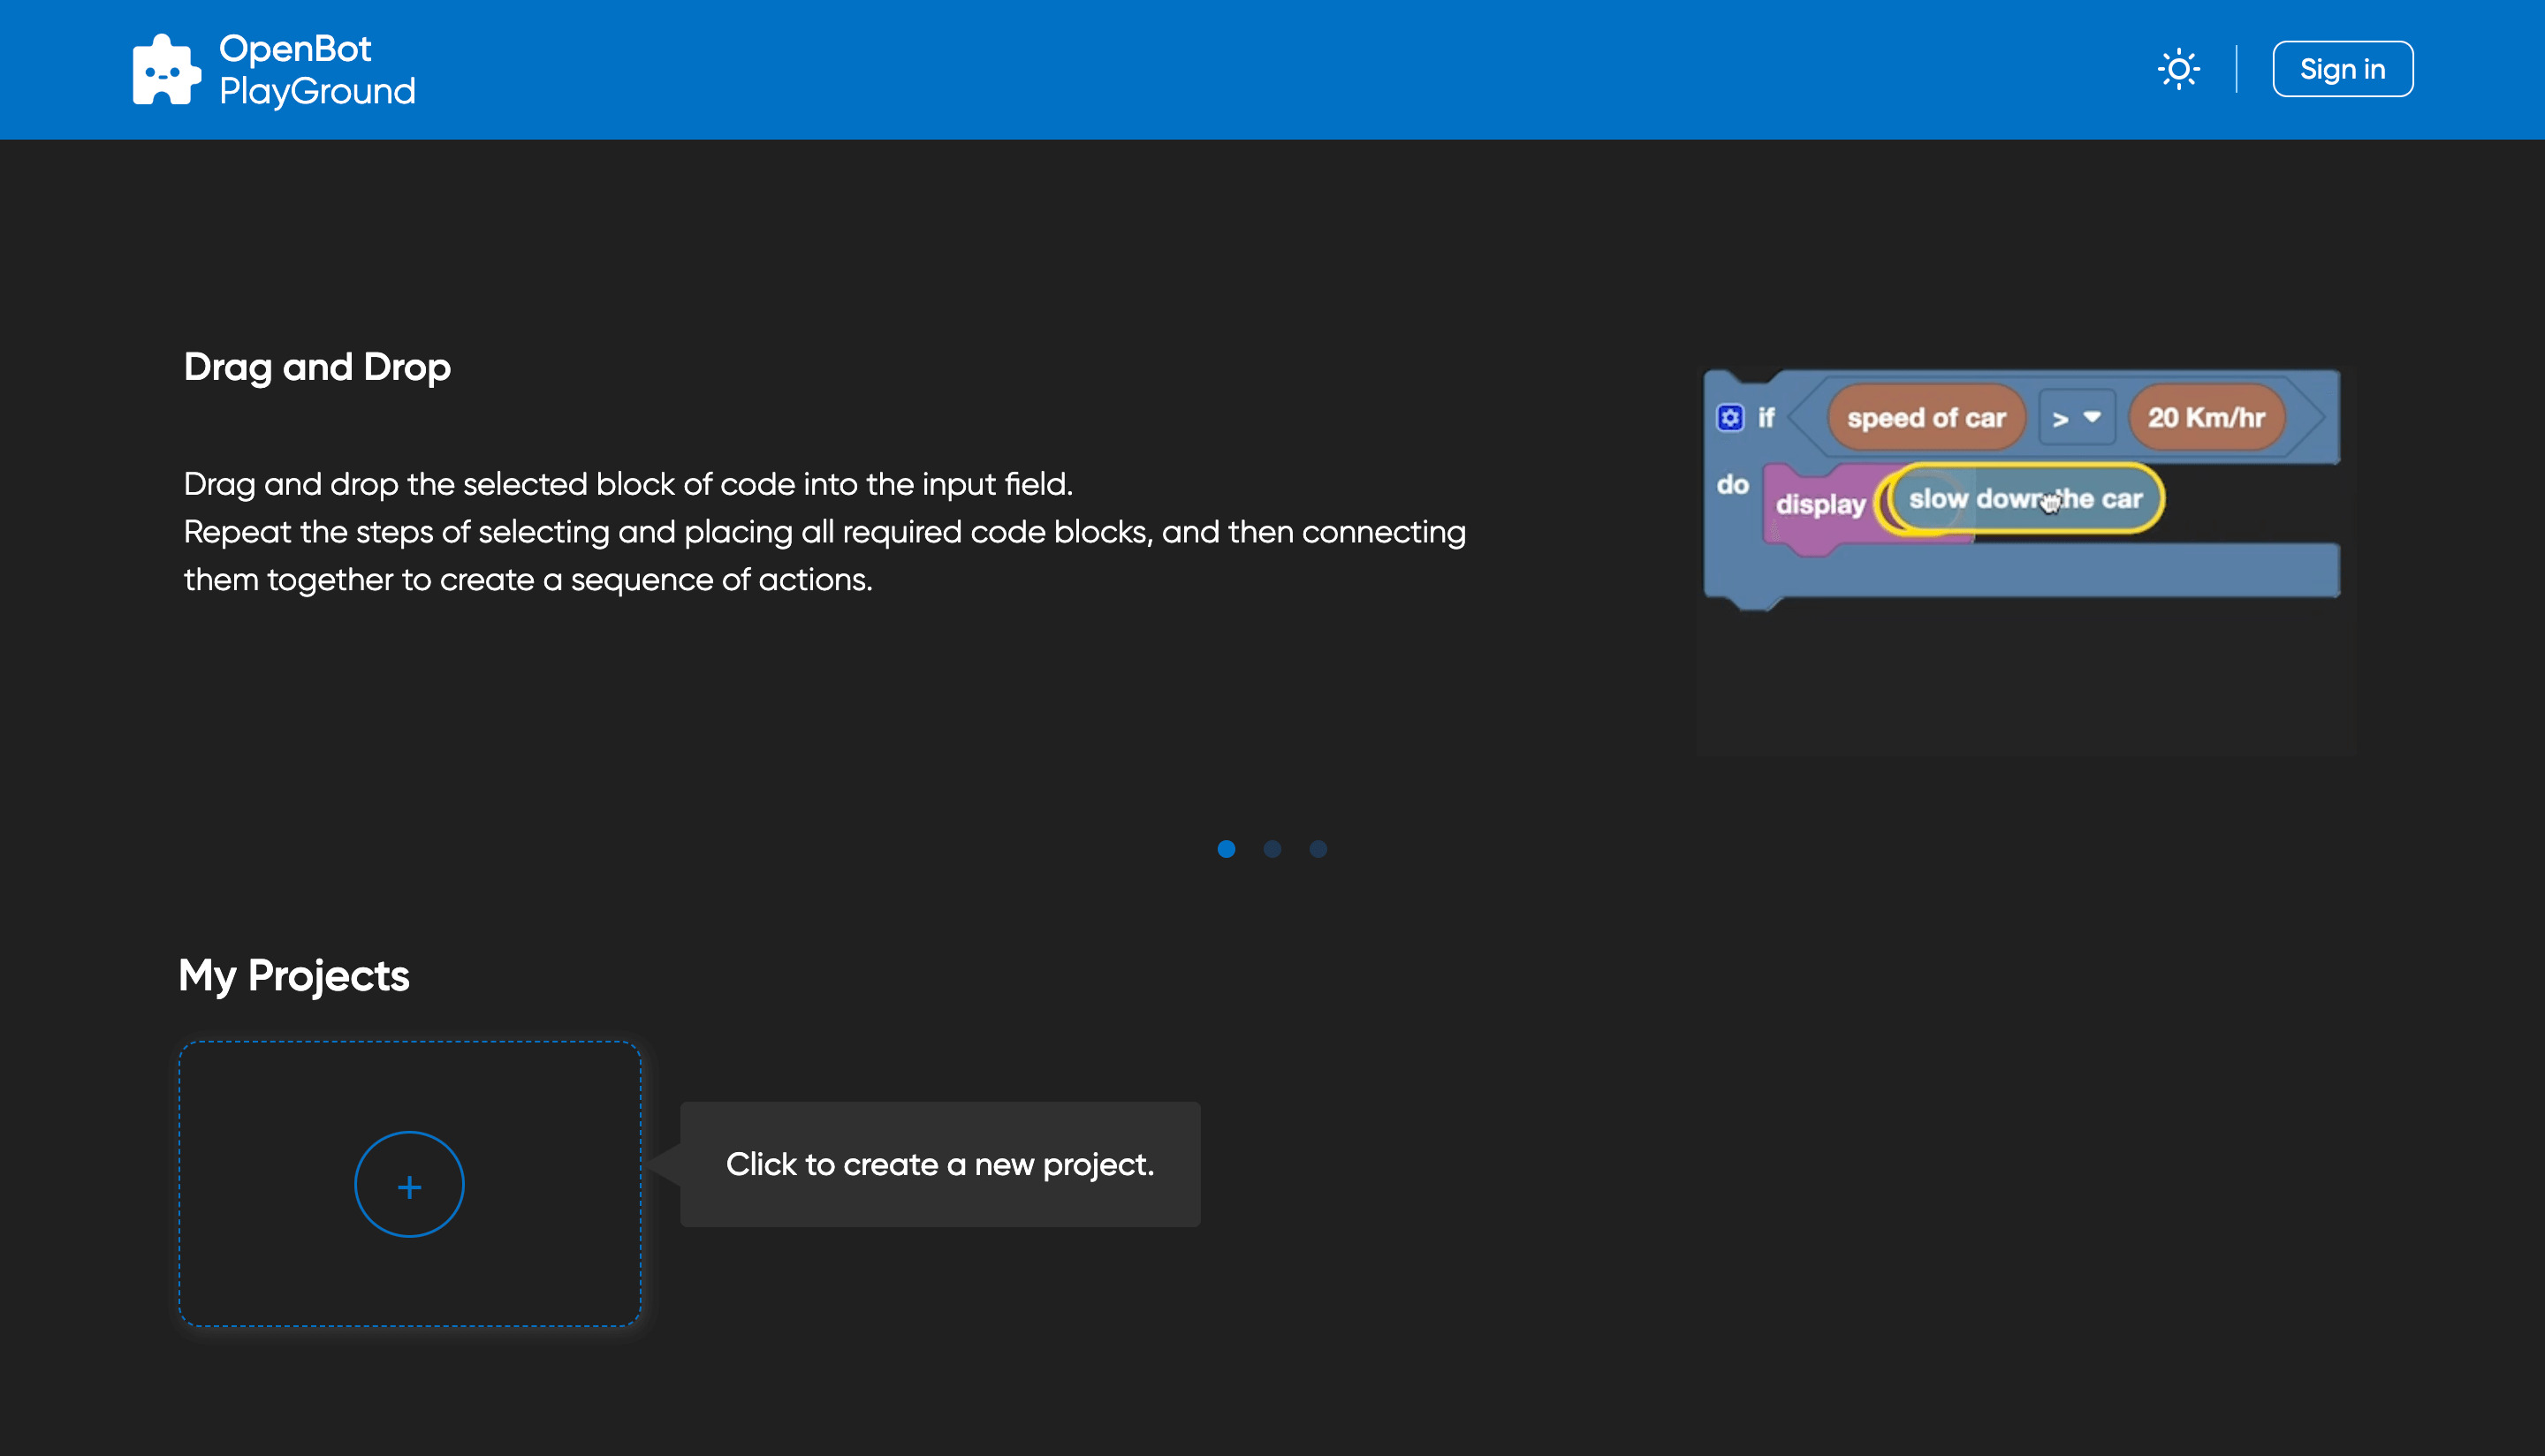 OpenBot
PlayGround
Sign in
Drag and Drop
Drag and drop the selected block of code into the input field.
Repeat the steps of selecting and placing all required code blocks, and then connecting
them together to create a sequence of actions.
if speed of car > 20 Km/hr
do display slow down the car
My Projects
+
Click to create a new project.